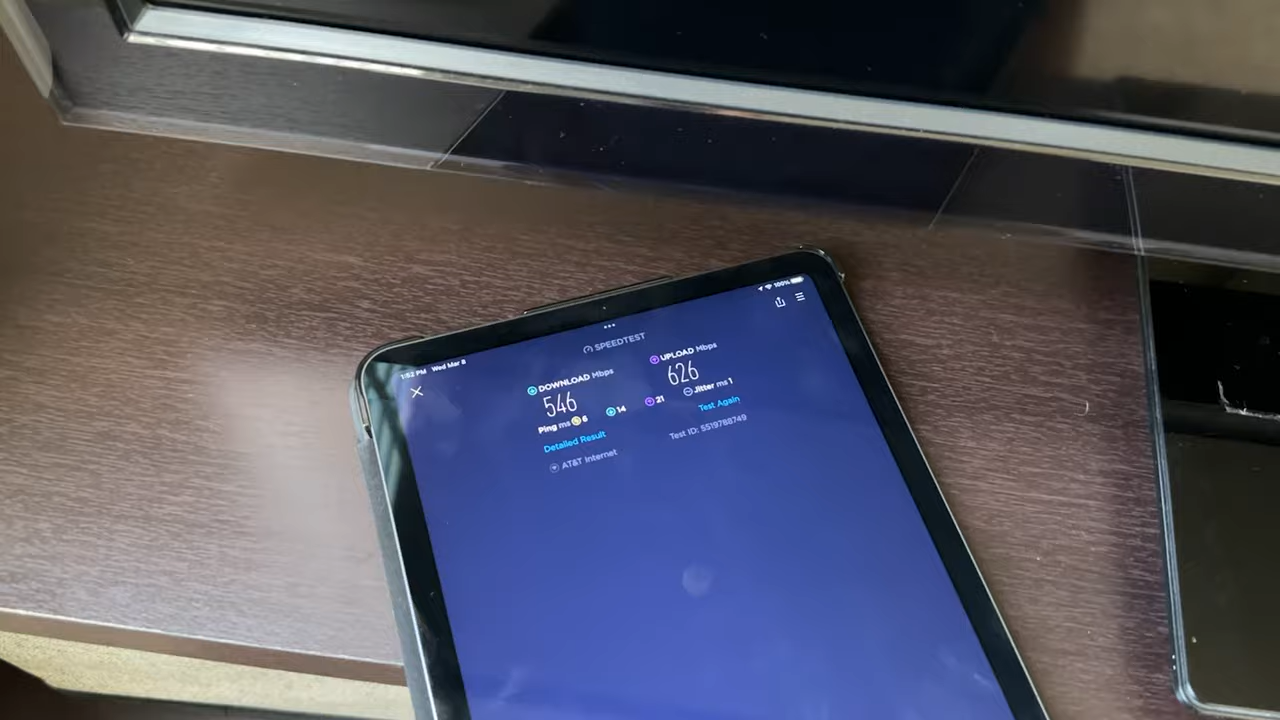 1:52 PM Wed Mar 8
100%
SPEEDTEST
DOWNLOAD Mbps
546
UPLOAD Mbps
626
Ping ms 6 14 21 Jitter ms 1
Detailed Result
Test Again
AT&T Internet
Test ID: 5519788749